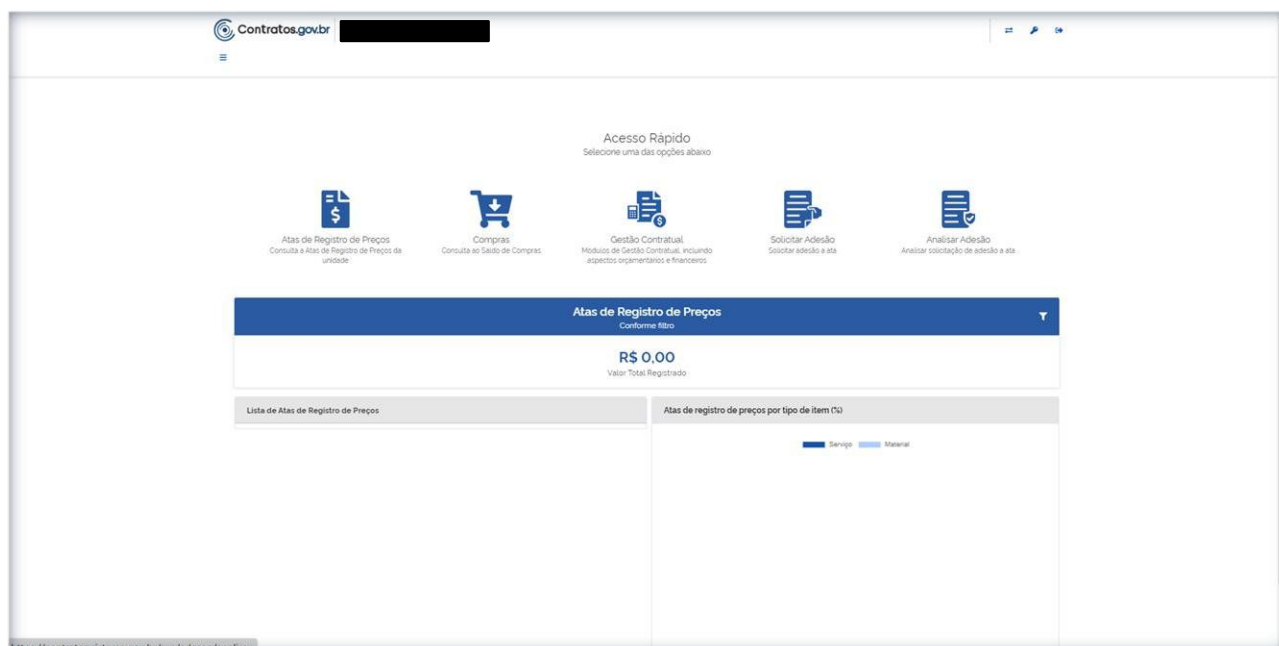 Contratos.gov.br
Acesso Rápido
Selecione uma das opções abaixo
Atas de Registro de Preços
Consulta a Atas de Registro de Preços da
unidade
Compras
Consulta ao Saldo de Compras
Gestão Contratual
Módulos de Gestão Contratual, incluindo
aspectos orçamentários e financeiros
Solicitar Adesão
Solicitar adesão a ata
Analisar Adesão
Analisar solicitação de adesão a ata
Atas de Registro de Preços
Conforme filtro
R$ 0,00
Valor Total Registrado
Lista de Atas de Registro de Preços
Atas de registro de preços por tipo de item (%)
Serviço Material